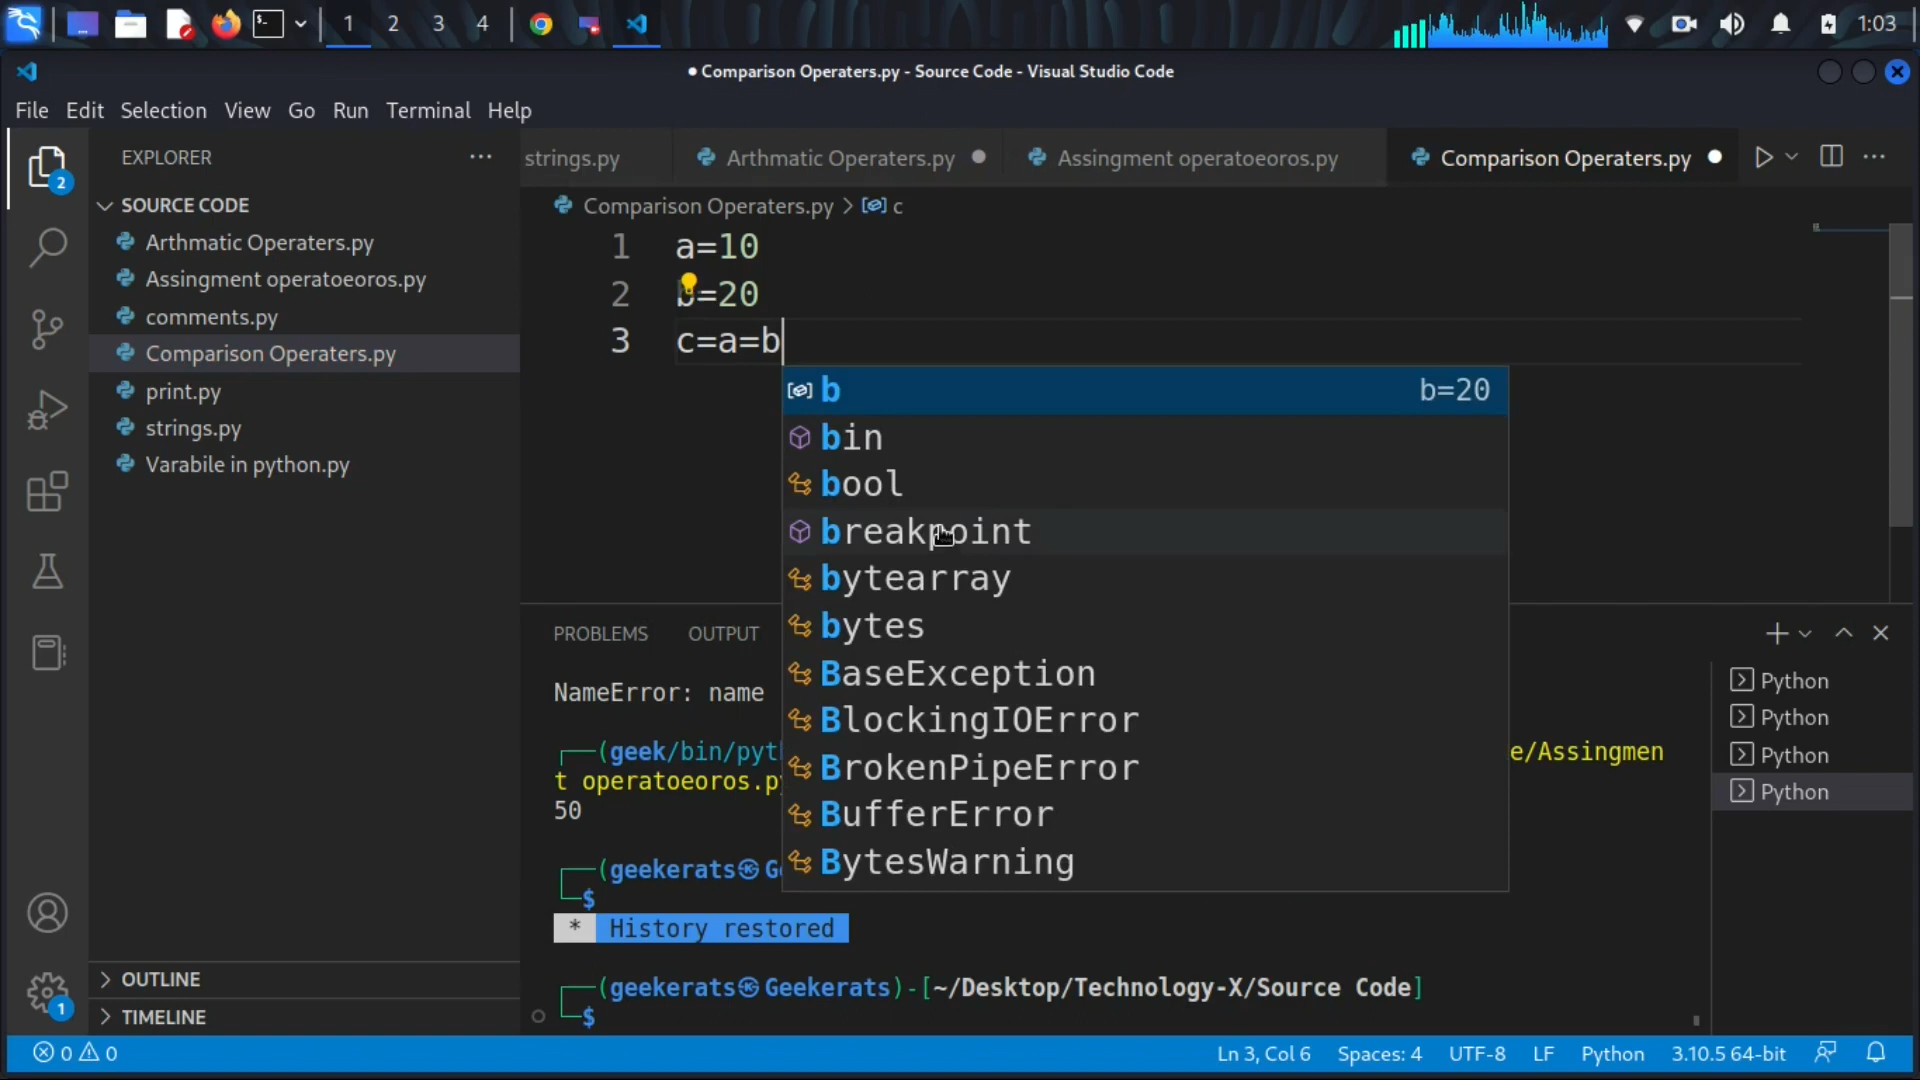 1 2 3 4 1:03
Comparison Operaters.py - Source Code - Visual Studio Code
File Edit Selection View Go Run Terminal Help
EXPLORER
strings.py Arthmatic Operaters.py Assingment operatoeoros.py Comparison Operaters.py
2
SOURCE CODE
Arthmatic Operaters.py
Assingment operatoeoros.py
comments.py
Comparison Operaters.py
print.py
strings.py
Varabile in python.py
OUTLINE
TIMELINE
1
Comparison Operaters.py > c
1 a=10
2 b=20
3 c=a=b
b b=20
bin
bool
breakpoint
bytearray
bytes
BaseException
BlockingIOError
BrokenPipeError
BufferError
BytesWarning
PROBLEMS OUTPUT
NameError: name
(geek/bin/pyt e/Assingmen
t operatoeoros.py
50
(geekerats㉿G
$
* History restored
(geekerats㉿Geekerats)-[~/Desktop/Technology-X/Source Code]
$
Python
Python
Python
Python
0 0 Ln 3, Col 6 Spaces: 4 UTF-8 LF Python 3.10.5 64-bit